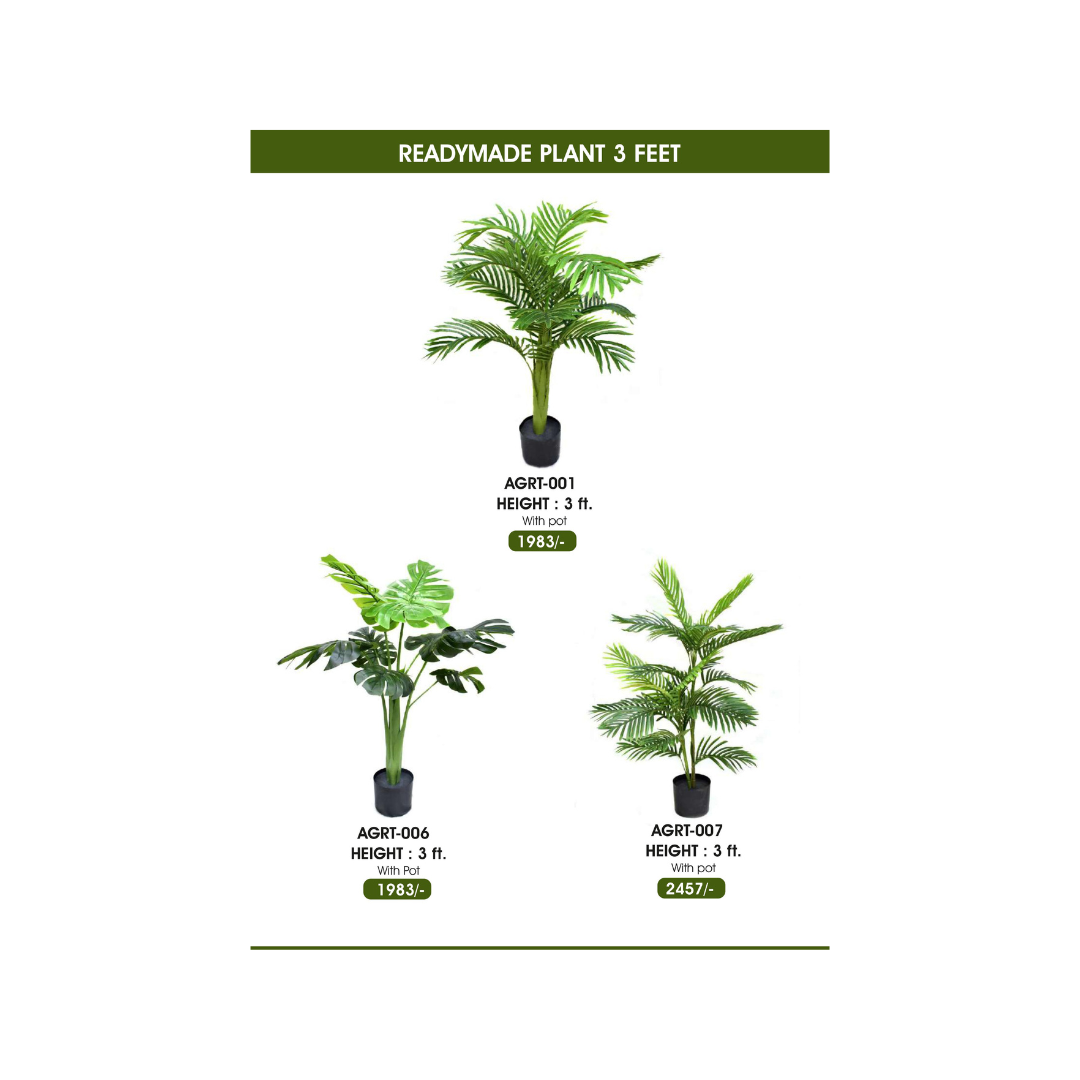 READYMADE PLANT 3 FEET
AGRT-001
HEIGHT : 3 ft.
With pot
1983/-
AGRT-006
HEIGHT : 3 ft.
With Pot
1983/-
AGRT-007
HEIGHT : 3 ft.
With pot
2457/-